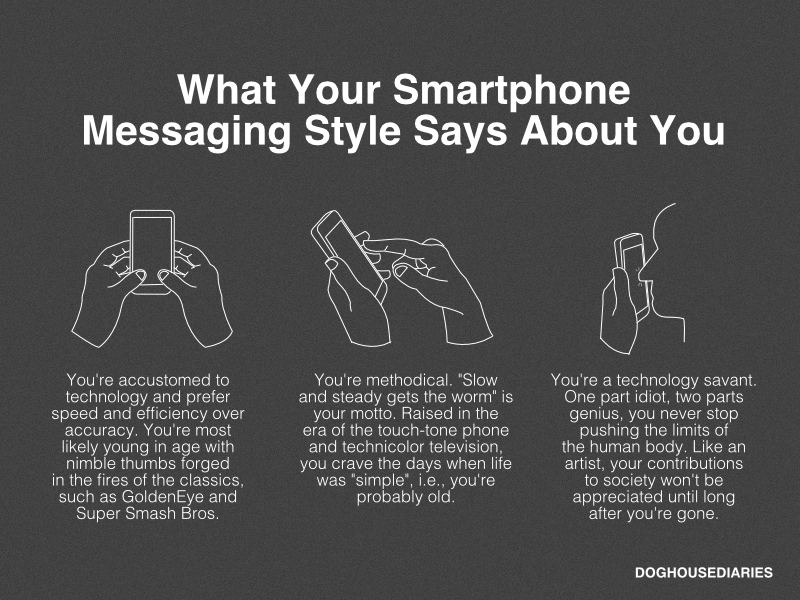 What Your Smartphone
Messaging Style Says About You
You're accustomed to
technology and prefer
speed and efficiency over
accuracy. You're most
likely young in age with
nimble thumbs forged
in the fires of the classics,
such as GoldenEye and
Super Smash Bros.
You're methodical. "Slow
and steady gets the worm" is
your motto. Raised in the
era of the touch-tone phone
and technicolor television,
you crave the days when life
was "simple", i.e., you're
probably old.
You're a technology savant.
One part idiot, two parts
genius, you never stop
pushing the limits of
the human body. Like an
artist, your contributions
to society won't be
appreciated until long
after you're gone.
DOGHOUSEDIARIES